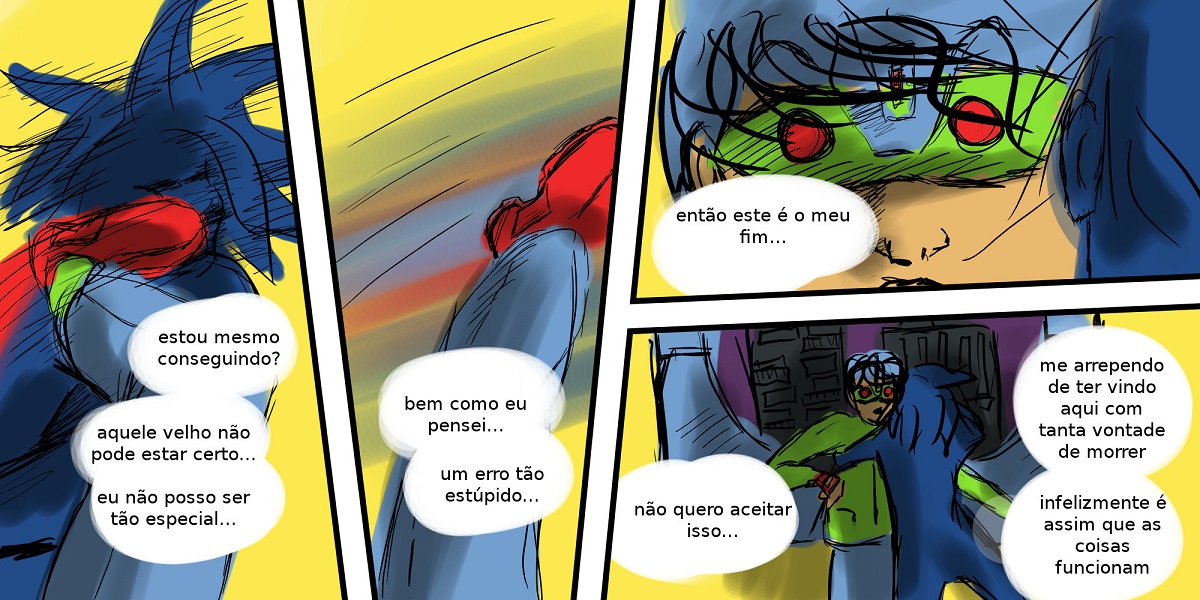 estou mesmo
conseguindo?
aquele velho não
pode estar certo...
eu não posso ser
tão especial...
bem como eu
pensei...
um erro tão
estúpido...
então este é o meu
fim...
não quero aceitar
isso...
me arrependo
de ter vindo
aqui com
tanta vontade
de morrer
infelizmente é
assim que as
coisas
funcionam